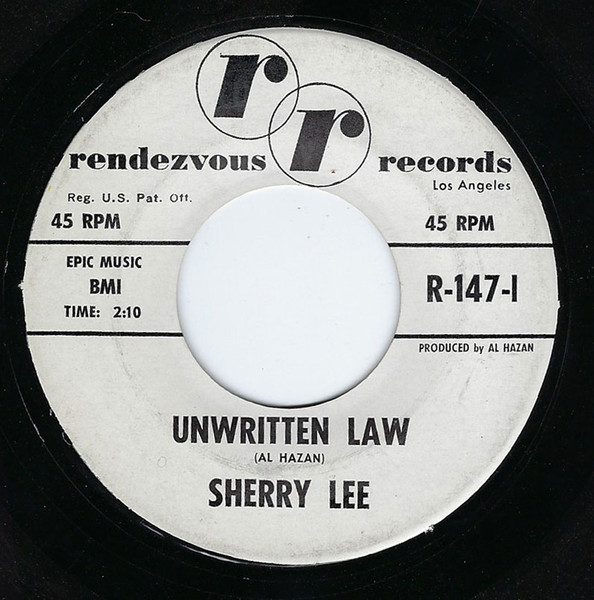 r r
rendezvous records
Los Angeles
Reg. U.S. Pat. Off.
45 RPM 45 RPM
EPIC MUSIC
BMI
TIME: 2:10
R-147-1
PRODUCED by AL HAZAN
UNWRITTEN LAW
(AL HAZAN)
SHERRY LEE